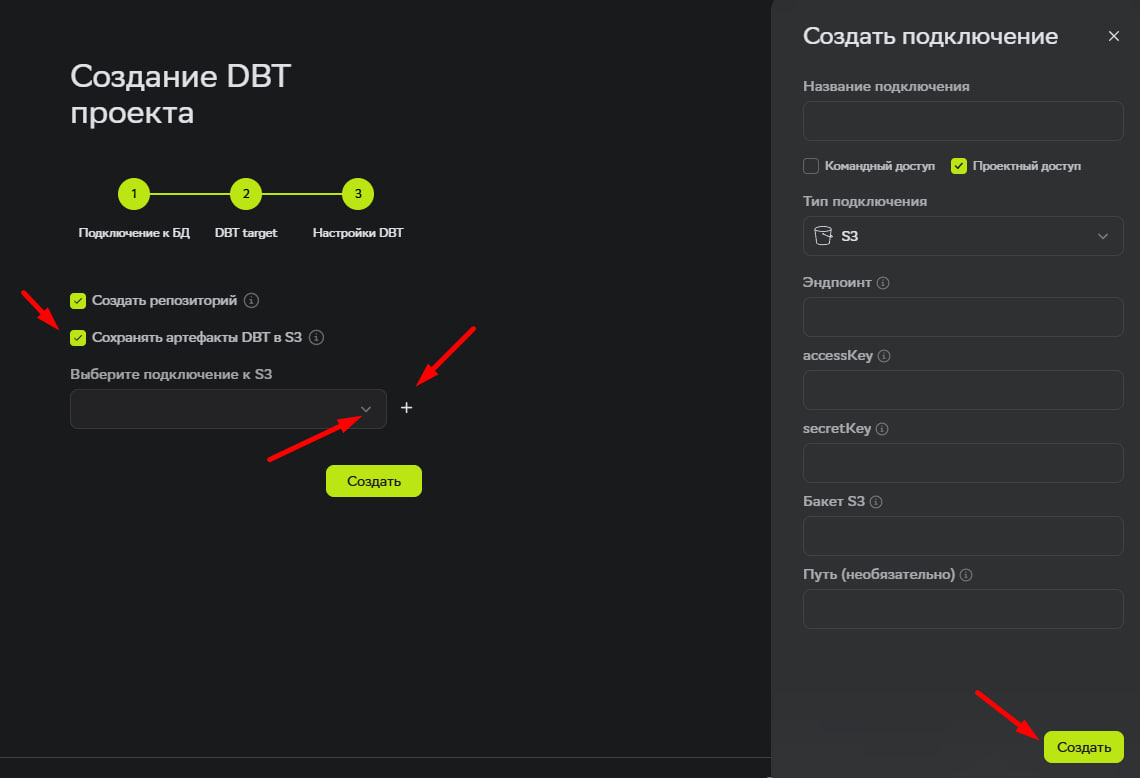 Создание DBT
проекта
1
2
3
Подключение к БД
DBT target
Настройки DBT
Создать репозиторий
Сохранять артефакты DBT в S3
Выберите подключение к S3
Создать
Создать подключение
Название подключения
Командный доступ
Проектный доступ
Тип подключения
S3
Эндпоинт
accessKey
secretKey
Бакет S3
Путь (необязательно)
Создать